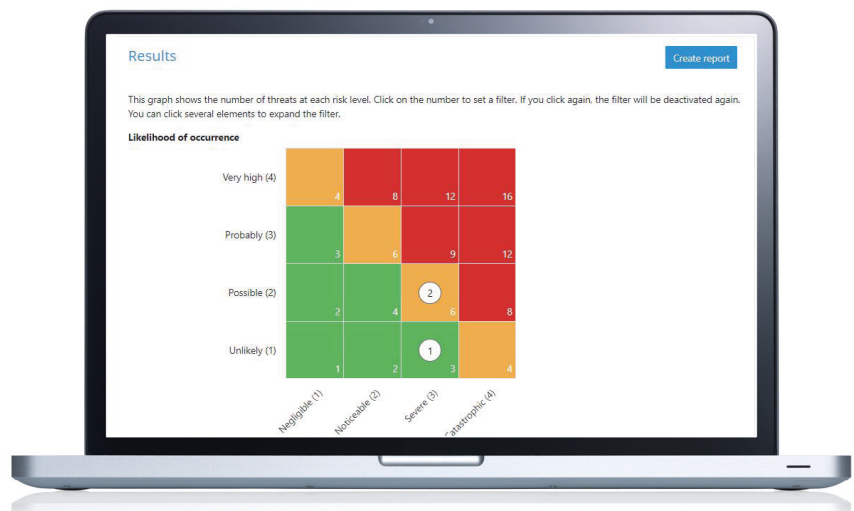 Results
Create report
This graph shows the number of threats at each risk level. Click on the number to set a filter. If you click again, the filter will be deactivated again.
You can click several elements to expand the filter.
Likelihood of occurrence
Very high (4)
4
8
12
16
Probably (3)
3
6
9
12
Possible (2)
2
4
2
6
8
Unlikely (1)
1
2
1
3
4
Negligible (1)
Noticeable (2)
Severe (3)
Catastrophic (4)